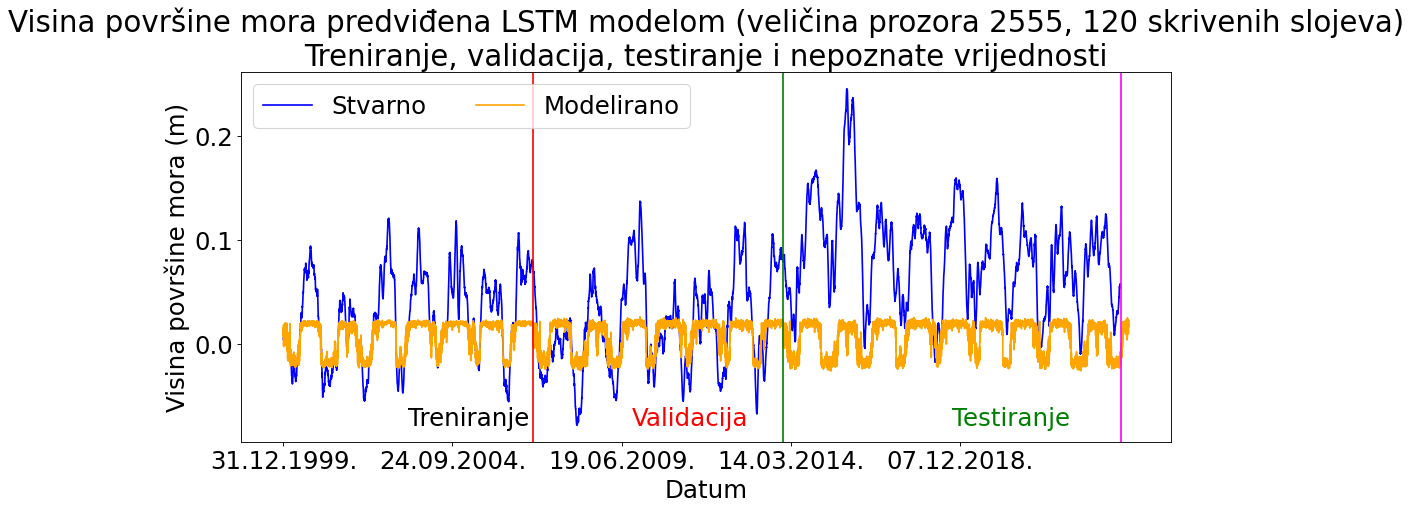 Visina površine mora predviđena LSTM modelom (veličina prozora 2555, 120 skrivenih slojeva)
Treniranje, validacija, testiranje i nepoznate vrijednosti
Stvarno
Modelirano
Visina površine mora (m)
0.2
0.1
0.0
Treniranje
Validacija
Testiranje
31.12.1999.
24.09.2004.
19.06.2009.
14.03.2014.
07.12.2018.
Datum